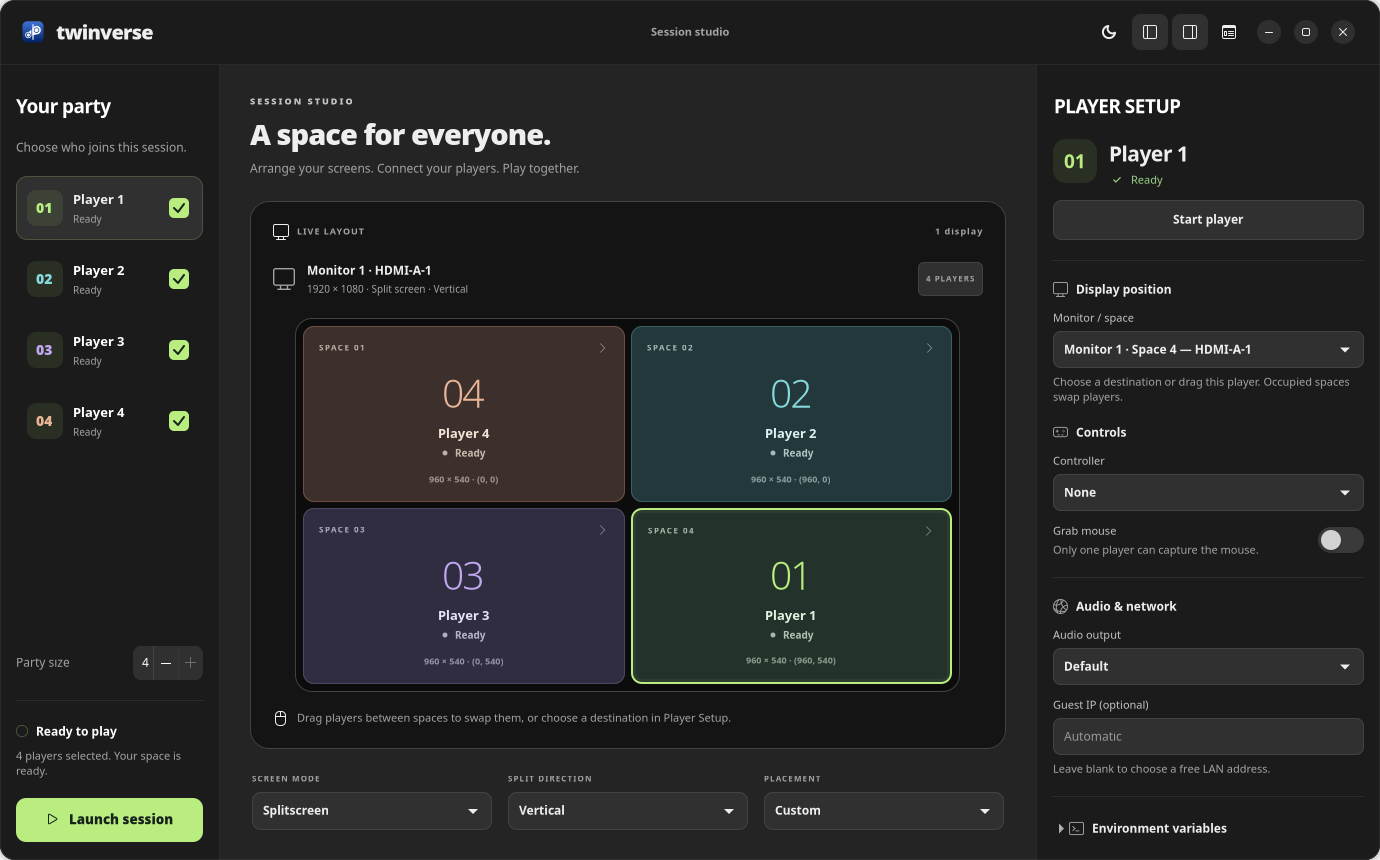 twinverse
Session studio
Your party
Choose who joins this session.
01
Player 1
Ready
02
Player 2
Ready
03
Player 3
Ready
04
Player 4
Ready
Party size
4
Ready to play
4 players selected. Your space is
ready.
Launch session
SESSION STUDIO
A space for everyone.
Arrange your screens. Connect your players. Play together.
LIVE LAYOUT
1 display
Monitor 1 · HDMI-A-1
1920 × 1080 · Split screen · Vertical
4 PLAYERS
SPACE 01
04
Player 4
Ready
960 × 540 · (0, 0)
SPACE 02
02
Player 2
Ready
960 × 540 · (960, 0)
SPACE 03
03
Player 3
Ready
960 × 540 · (0, 540)
SPACE 04
01
Player 1
Ready
960 × 540 · (960, 540)
Drag players between spaces to swap them, or choose a destination in Player Setup.
SCREEN MODE
Splitscreen
SPLIT DIRECTION
Vertical
PLACEMENT
Custom
PLAYER SETUP
01
Player 1
Ready
Start player
Display position
Monitor / space
Monitor 1 · Space 4 — HDMI-A-1
Choose a destination or drag this player. Occupied spaces
swap players.
Controls
Controller
None
Grab mouse
Only one player can capture the mouse.
Audio & network
Audio output
Default
Guest IP (optional)
Automatic
Leave blank to choose a free LAN address.
Environment variables